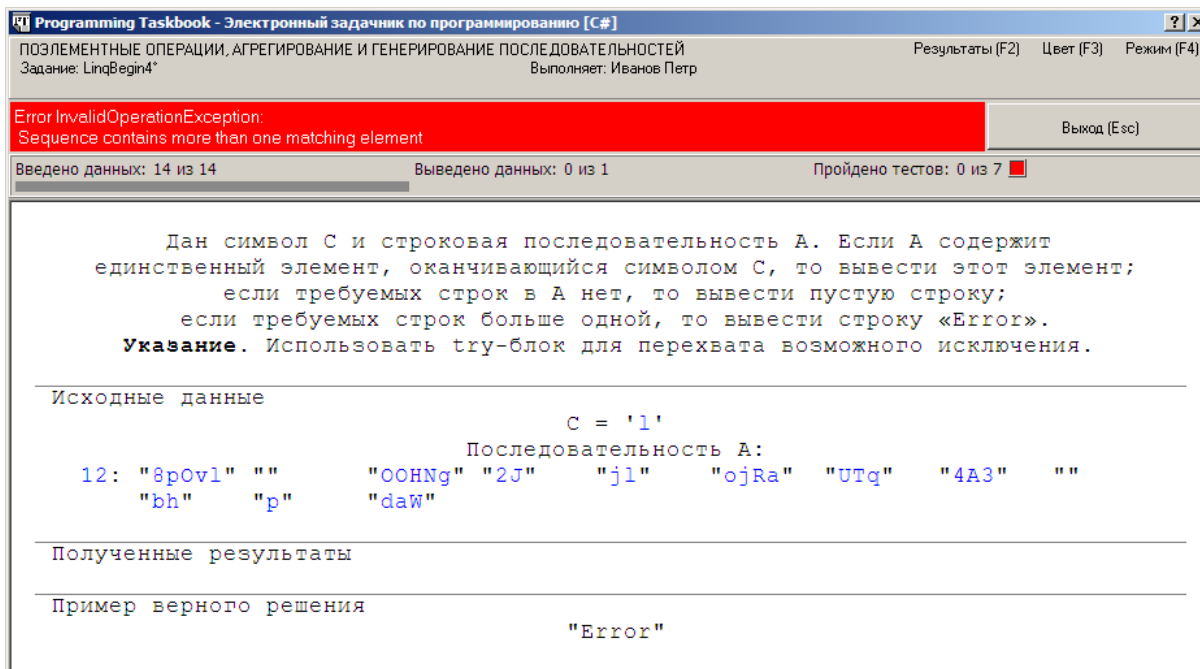 Programming Taskbook - Электронный задачник по программированию [C#]
ПОЭЛЕМЕНТНЫЕ ОПЕРАЦИИ, АГРЕГИРОВАНИЕ И ГЕНЕРИРОВАНИЕ ПОСЛЕДОВАТЕЛЬНОСТЕЙ Результаты (F2) Цвет (F3) Режим (F4)
Задание: LinqBegin4* Выполняет: Иванов Петр
Error InvalidOperationException:
Sequence contains more than one matching element
Выход (Esc)
Введено данных: 14 из 14 Выведено данных: 0 из 1 Пройдено тестов: 0 из 7
Дан символ C и строковая последовательность A. Если A содержит
единственный элемент, оканчивающийся символом C, то вывести этот элемент;
если требуемых строк в A нет, то вывести пустую строку;
если требуемых строк больше одной, то вывести строку «Error».
Указание. Использовать try-блок для перехвата возможного исключения.
Исходные данные
C = 'l'
Последовательность A:
12: "8pOvl" "" "OOHNg" "2J" "jl" "ojRa" "UTq" "4A3" ""
"bh" "p" "daW"
Полученные результаты
Пример верного решения
"Error"